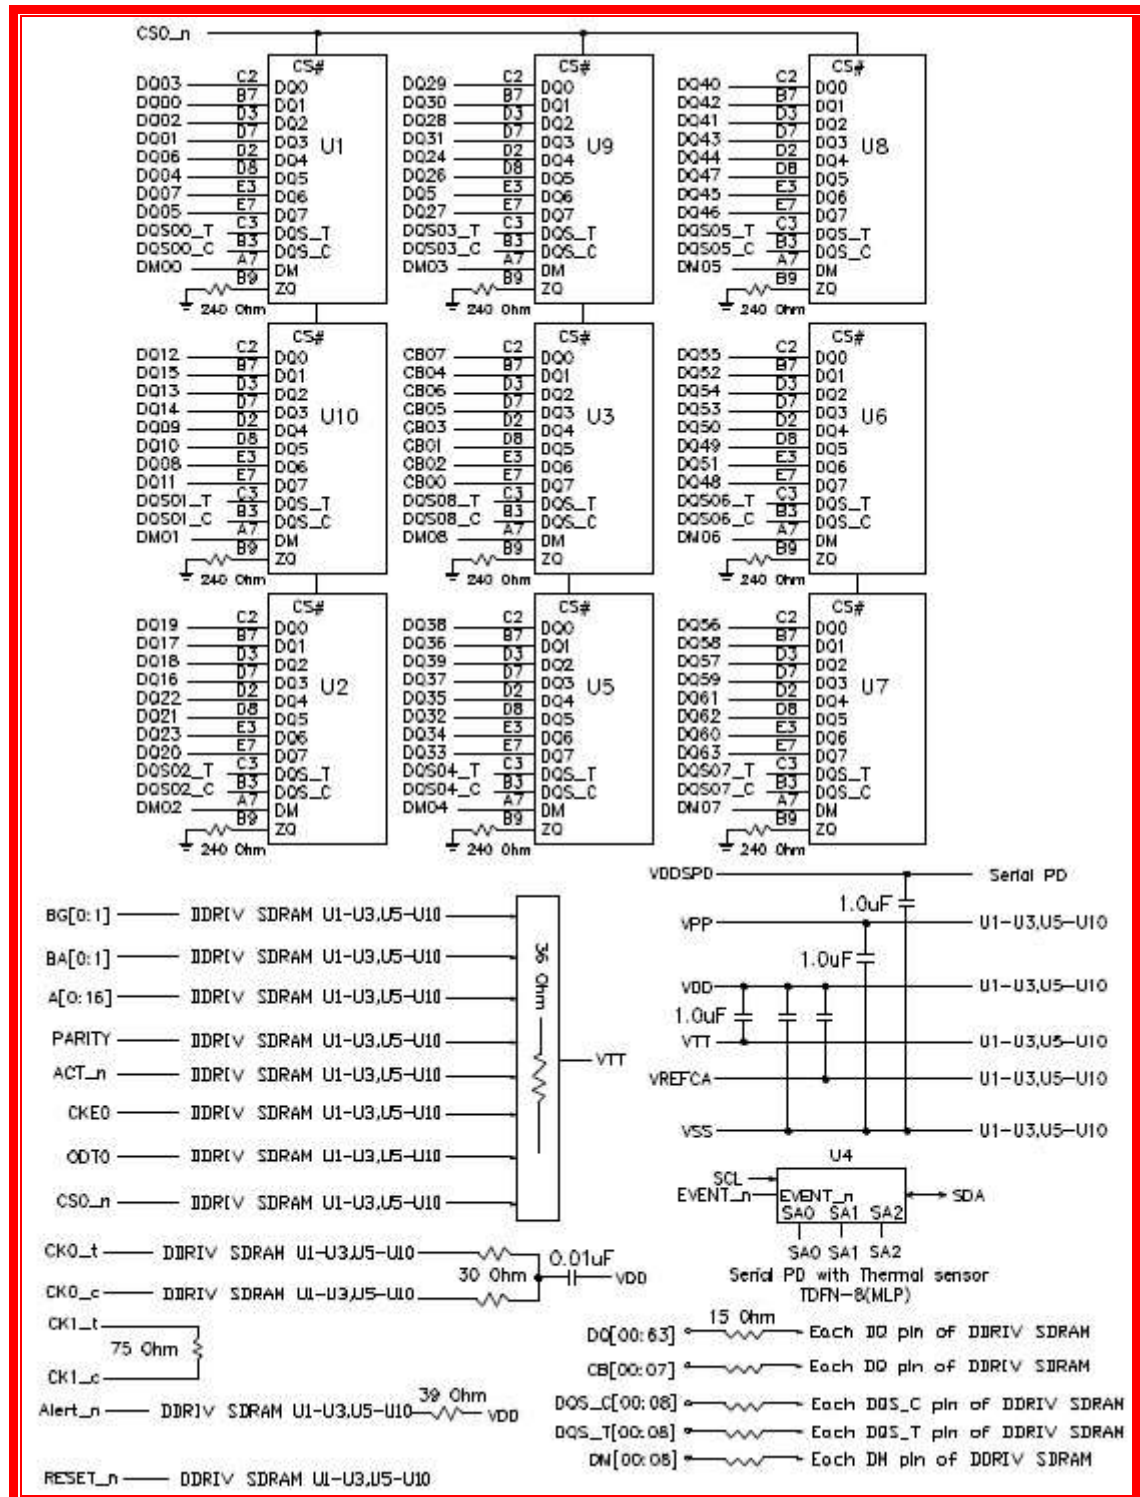 CS0_n
CS#
DQ03 C2 DQ0
DQ00 B7 DQ1
DQ02 D3 DQ2
DQ01 D7 DQ3
DQ06 D2 DQ4
DQ04 D8 DQ5
DQ07 E3 DQ6
DQ05 E7 DQ7
DQS00_T C3 DQS_T
DQS00_C B3 DQS_C
DM00 A7 DM
B9 ZQ
240 Ohm
U1
CS#
DQ29 C2 DQ0
DQ30 B7 DQ1
DQ28 D3 DQ2
DQ31 D7 DQ3
DQ24 D2 DQ4
DQ26 D8 DQ5
DQ5 E3 DQ6
DQ27 E7 DQ7
DQS03_T C3 DQS_T
DQS03_C B3 DQS_C
DM03 A7 DM
B9 ZQ
240 Ohm
U9
CS#
DQ40 C2 DQ0
DQ42 B7 DQ1
DQ41 D3 DQ2
DQ43 D7 DQ3
DQ44 D2 DQ4
DQ47 D8 DQ5
DQ45 E3 DQ6
DQ46 E7 DQ7
DQS05_T C3 DQS_T
DQS05_C B3 DQS_C
DM05 A7 DM
B9 ZQ
240 Ohm
U8
CS#
DQ12 C2 DQ0
DQ15 B7 DQ1
DQ13 D3 DQ2
DQ14 D7 DQ3
DQ09 D2 DQ4
DQ10 D8 DQ5
DQ08 E3 DQ6
DQ11 E7 DQ7
DQS01_T C3 DQS_T
DQS01_C B3 DQS_C
DM01 A7 DM
B9 ZQ
240 Ohm
U10
CS#
CB07 C2 DQ0
CB04 B7 DQ1
CB06 D3 DQ2
CB05 D7 DQ3
CB03 D2 DQ4
CB01 D8 DQ5
CB02 E3 DQ6
CB00 E7 DQ7
DQS08_T C3 DQS_T
DQS08_C B3 DQS_C
DM08 A7 DM
B9 ZQ
240 Ohm
U3
CS#
DQ55 C2 DQ0
DQ52 B7 DQ1
DQ54 D3 DQ2
DQ53 D7 DQ3
DQ50 D2 DQ4
DQ49 D8 DQ5
DQ51 E3 DQ6
DQ48 E7 DQ7
DQS06_T C3 DQS_T
DQS06_C B3 DQS_C
DM06 A7 DM
B9 ZQ
240 Ohm
U6
CS#
DQ19 C2 DQ0
DQ17 B7 DQ1
DQ18 D3 DQ2
DQ16 D7 DQ3
DQ22 D2 DQ4
DQ21 D8 DQ5
DQ23 E3 DQ6
DQ20 E7 DQ7
DQS02_T C3 DQS_T
DQS02_C B3 DQS_C
DM02 A7 DM
B9 ZQ
240 Ohm
U2
CS#
DQ38 C2 DQ0
DQ36 B7 DQ1
DQ39 D3 DQ2
DQ37 D7 DQ3
DQ35 D2 DQ4
DQ32 D8 DQ5
DQ34 E3 DQ6
DQ33 E7 DQ7
DQS04_T C3 DQS_T
DQS04_C B3 DQS_C
DM04 A7 DM
B9 ZQ
240 Ohm
U5
CS#
DQ56 C2 DQ0
DQ58 B7 DQ1
DQ57 D3 DQ2
DQ59 D7 DQ3
DQ61 D2 DQ4
DQ62 D8 DQ5
DQ60 E3 DQ6
DQ63 E7 DQ7
DQS07_T C3 DQS_T
DQS07_C B3 DQS_C
DM07 A7 DM
B9 ZQ
240 Ohm
U7
BG[0:1] DDRIV SDRAM U1-U3,U5-U10
BA[0:1] DDRIV SDRAM U1-U3,U5-U10
A[0:16] DDRIV SDRAM U1-U3,U5-U10
PARITY DDRIV SDRAM U1-U3,U5-U10
ACT_n DDRIV SDRAM U1-U3,U5-U10
CKE0 DDRIV SDRAM U1-U3,U5-U10
ODT0 DDRIV SDRAM U1-U3,U5-U10
CS0_n DDRIV SDRAM U1-U3,U5-U10
36 Ohm
VTT
CK0_t DDRIV SDRAM U1-U3,U5-U10
CK0_c DDRIV SDRAM U1-U3,U5-U10
30 Ohm
0.01uF
VDD
CK1_t
75 Ohm
CK1_c
Alert_n DDRIV SDRAM U1-U3,U5-U10 39 Ohm VDD
RESET_n DDRIV SDRAM U1-U3,U5-U10
VDDSPD Serial PD
1.0uF
VPP U1-U3,U5-U10
1.0uF
VDD U1-U3,U5-U10
1.0uF
VTT U1-U3,U5-U10
VREFCA U1-U3,U5-U10
VSS U1-U3,U5-U10
U4
SCL
EVENT_n EVENT_n SDA
SA0 SA1 SA2
SA0 SA1 SA2
Serial PD with Thermal sensor
TDFN-8(MLP)
15 Ohm
DQ[00:63] Each DQ pin of DDRIV SDRAM
CB[00:07] Each DQ pin of DDRIV SDRAM
DQS_C[00:08] Each DQS_C pin of DDRIV SDRAM
DQS_T[00:08] Each DQS_T pin of DDRIV SDRAM
DM[00:08] Each DM pin of DDRIV SDRAM